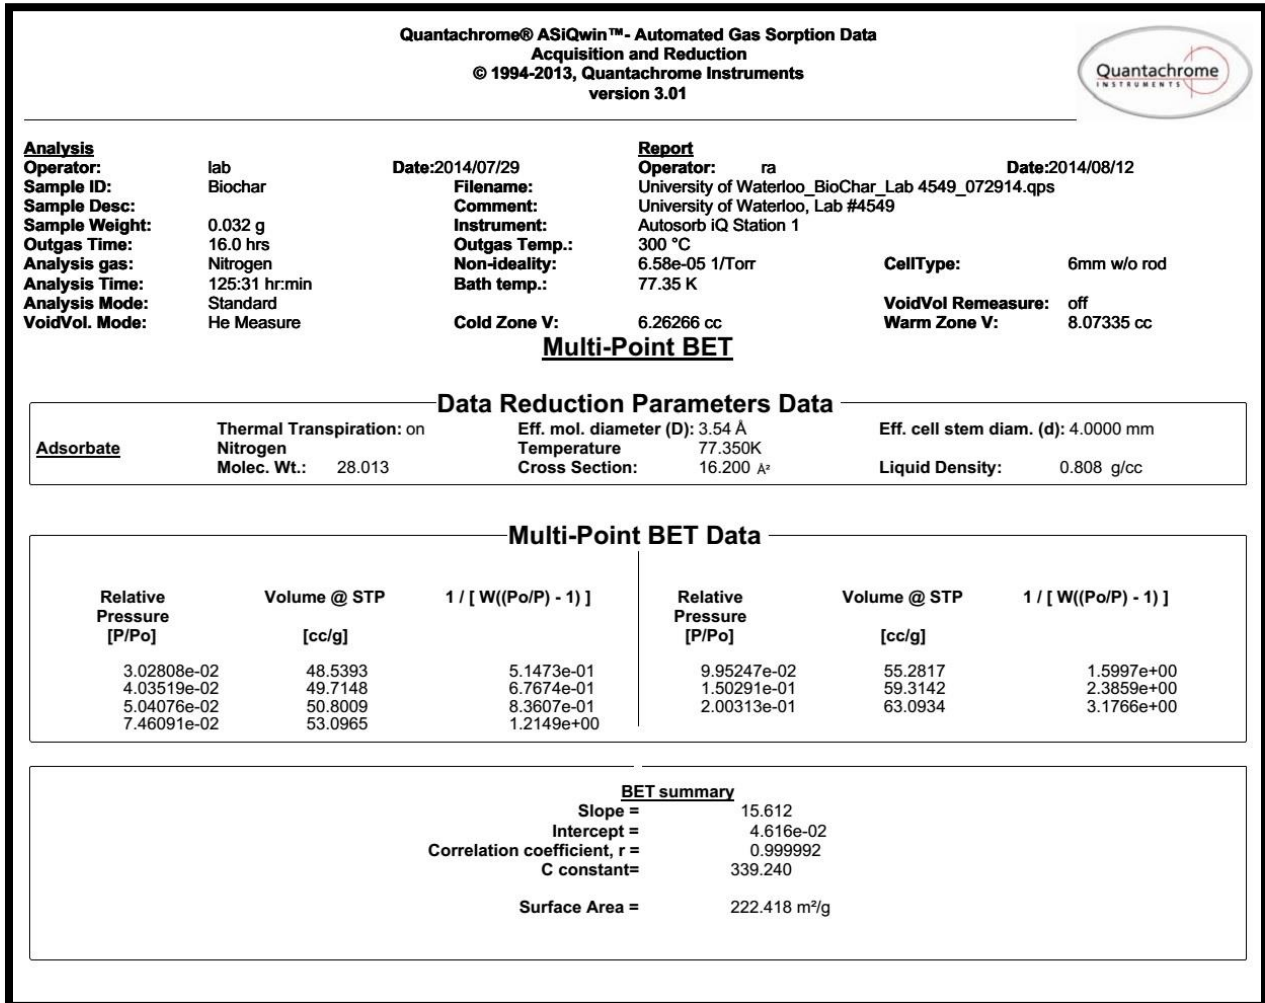 Quantachrome® ASiQwin™- Automated Gas Sorption Data
Acquisition and Reduction
© 1994-2013, Quantachrome Instruments
version 3.01
Quantachrome
INSTRUMENTS
Analysis Report
Operator: lab Date:2014/07/29 Operator: ra Date:2014/08/12
Sample ID: Biochar Filename: University of Waterloo_BioChar_Lab 4549_072914.qps
Sample Desc: Comment: University of Waterloo, Lab #4549
Sample Weight: 0.032 g Instrument: Autosorb iQ Station 1
Outgas Time: 16.0 hrs Outgas Temp.: 300 °C
Analysis gas: Nitrogen Non-ideality: 6.58e-05 1/Torr CellType: 6mm w/o rod
Analysis Time: 125:31 hr:min Bath temp.: 77.35 K
Analysis Mode: Standard VoidVol Remeasure: off
VoidVol. Mode: He Measure Cold Zone V: 6.26266 cc Warm Zone V: 8.07335 cc
Multi-Point BET
Data Reduction Parameters Data
Thermal Transpiration: on Eff. mol. diameter (D): 3.54 Å Eff. cell stem diam. (d): 4.0000 mm
Adsorbate Nitrogen Temperature 77.350K
Molec. Wt.: 28.013 Cross Section: 16.200 Å² Liquid Density: 0.808 g/cc
Multi-Point BET Data
Relative Volume @ STP 1 / [ W((Po/P) - 1) ] Relative Volume @ STP 1 / [ W((Po/P) - 1) ]
Pressure Pressure
[P/Po] [cc/g] [P/Po] [cc/g]
3.02808e-02 48.5393 5.1473e-01 9.95247e-02 55.2817 1.5997e+00
4.03519e-02 49.7148 6.7674e-01 1.50291e-01 59.3142 2.3859e+00
5.04076e-02 50.8009 8.3607e-01 2.00313e-01 63.0934 3.1766e+00
7.46091e-02 53.0965 1.2149e+00
BET summary
Slope = 15.612
Intercept = 4.616e-02
Correlation coefficient, r = 0.999992
C constant= 339.240
Surface Area = 222.418 m²/g